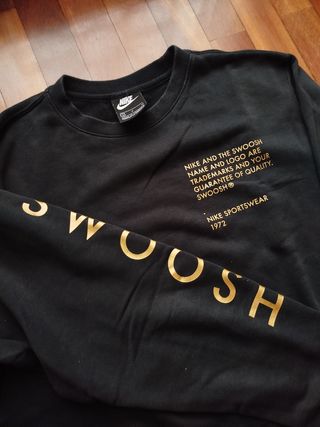 NIKE
NIKE AND THE SWOOSH
NAME AND LOGO ARE
TRADEMARKS AND YOUR
GUARANTEE OF QUALITY.
SWOOSH®
NIKE SPORTSWEAR
1972
SWOOSH